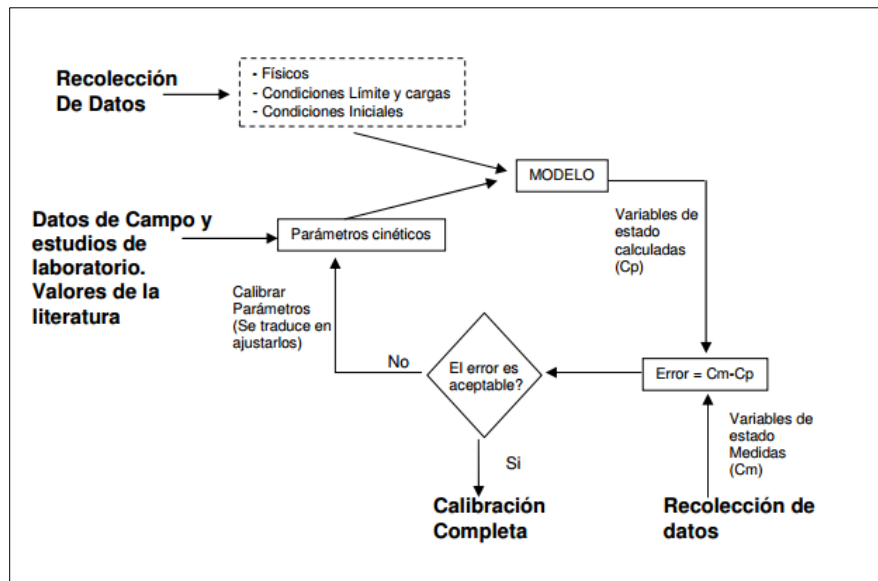 Recolección
De Datos
- Físicos
- Condiciones Límite y cargas
- Condiciones Iniciales
MODELO
Datos de Campo y
estudios de
laboratorio.
Valores de la
literatura
Parámetros cinéticos
Variables de
estado
calculadas
(Cp)
Calibrar
Parámetros
(Se traduce en
ajustarlos)
No
El error es
aceptable?
Error = Cm-Cp
Variables de
estado
Medidas
(Cm)
Si
Calibración
Completa
Recolección de
datos